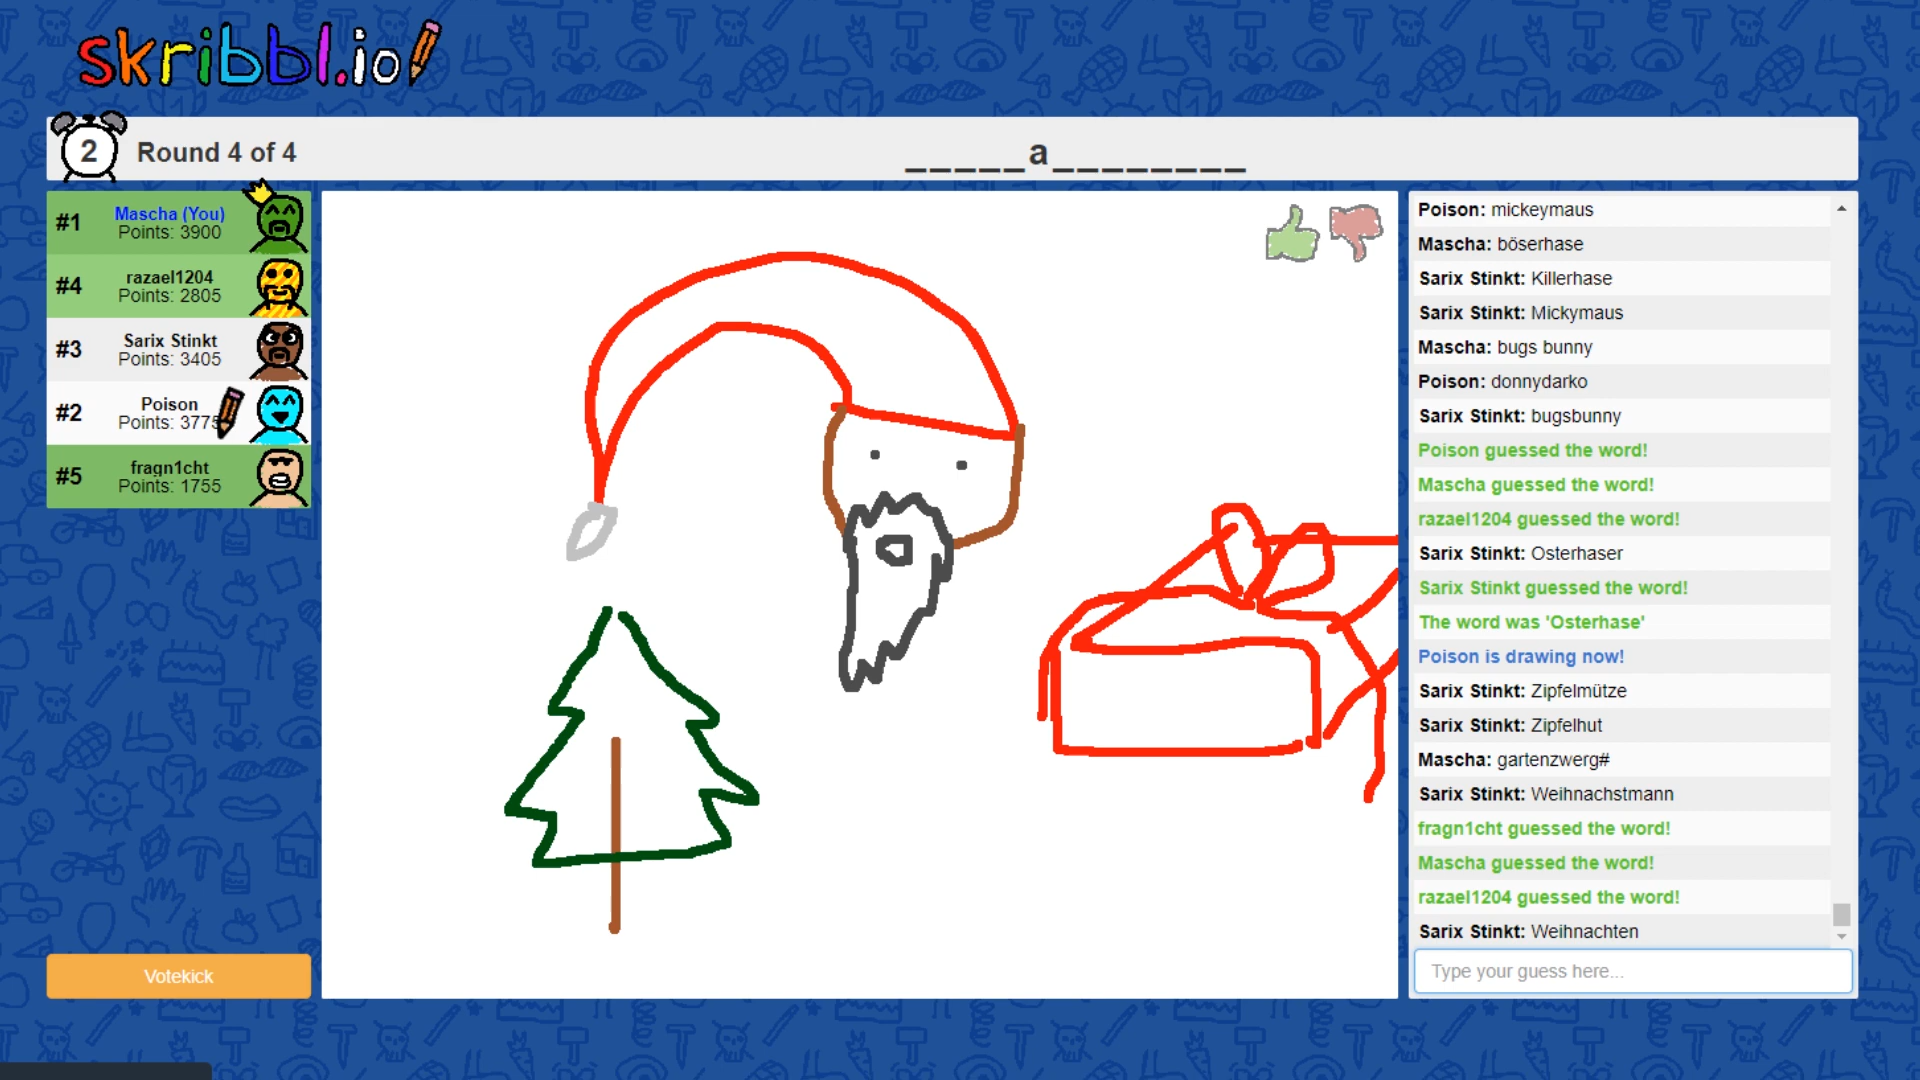 skribbl.io
2
Round 4 of 4
_____a________
#1
Mascha (You)
Points: 3900
#4
razael1204
Points: 2805
#3
Sarix Stinkt
Points: 3405
#2
Poison
Points: 3775
#5
fragn1cht
Points: 1755
Votekick
Poison: mickeymaus
Mascha: böserhase
Sarix Stinkt: Killerhase
Sarix Stinkt: Mickymaus
Mascha: bugs bunny
Poison: donnydarko
Sarix Stinkt: bugsbunny
Poison guessed the word!
Mascha guessed the word!
razael1204 guessed the word!
Sarix Stinkt: Osterhaser
Sarix Stinkt guessed the word!
The word was 'Osterhase'
Poison is drawing now!
Sarix Stinkt: Zipfelmütze
Sarix Stinkt: Zipfelhut
Mascha: gartenzwerg#
Sarix Stinkt: Weihnachstmann
fragn1cht guessed the word!
Mascha guessed the word!
razael1204 guessed the word!
Sarix Stinkt: Weihnachten
Type your guess here...